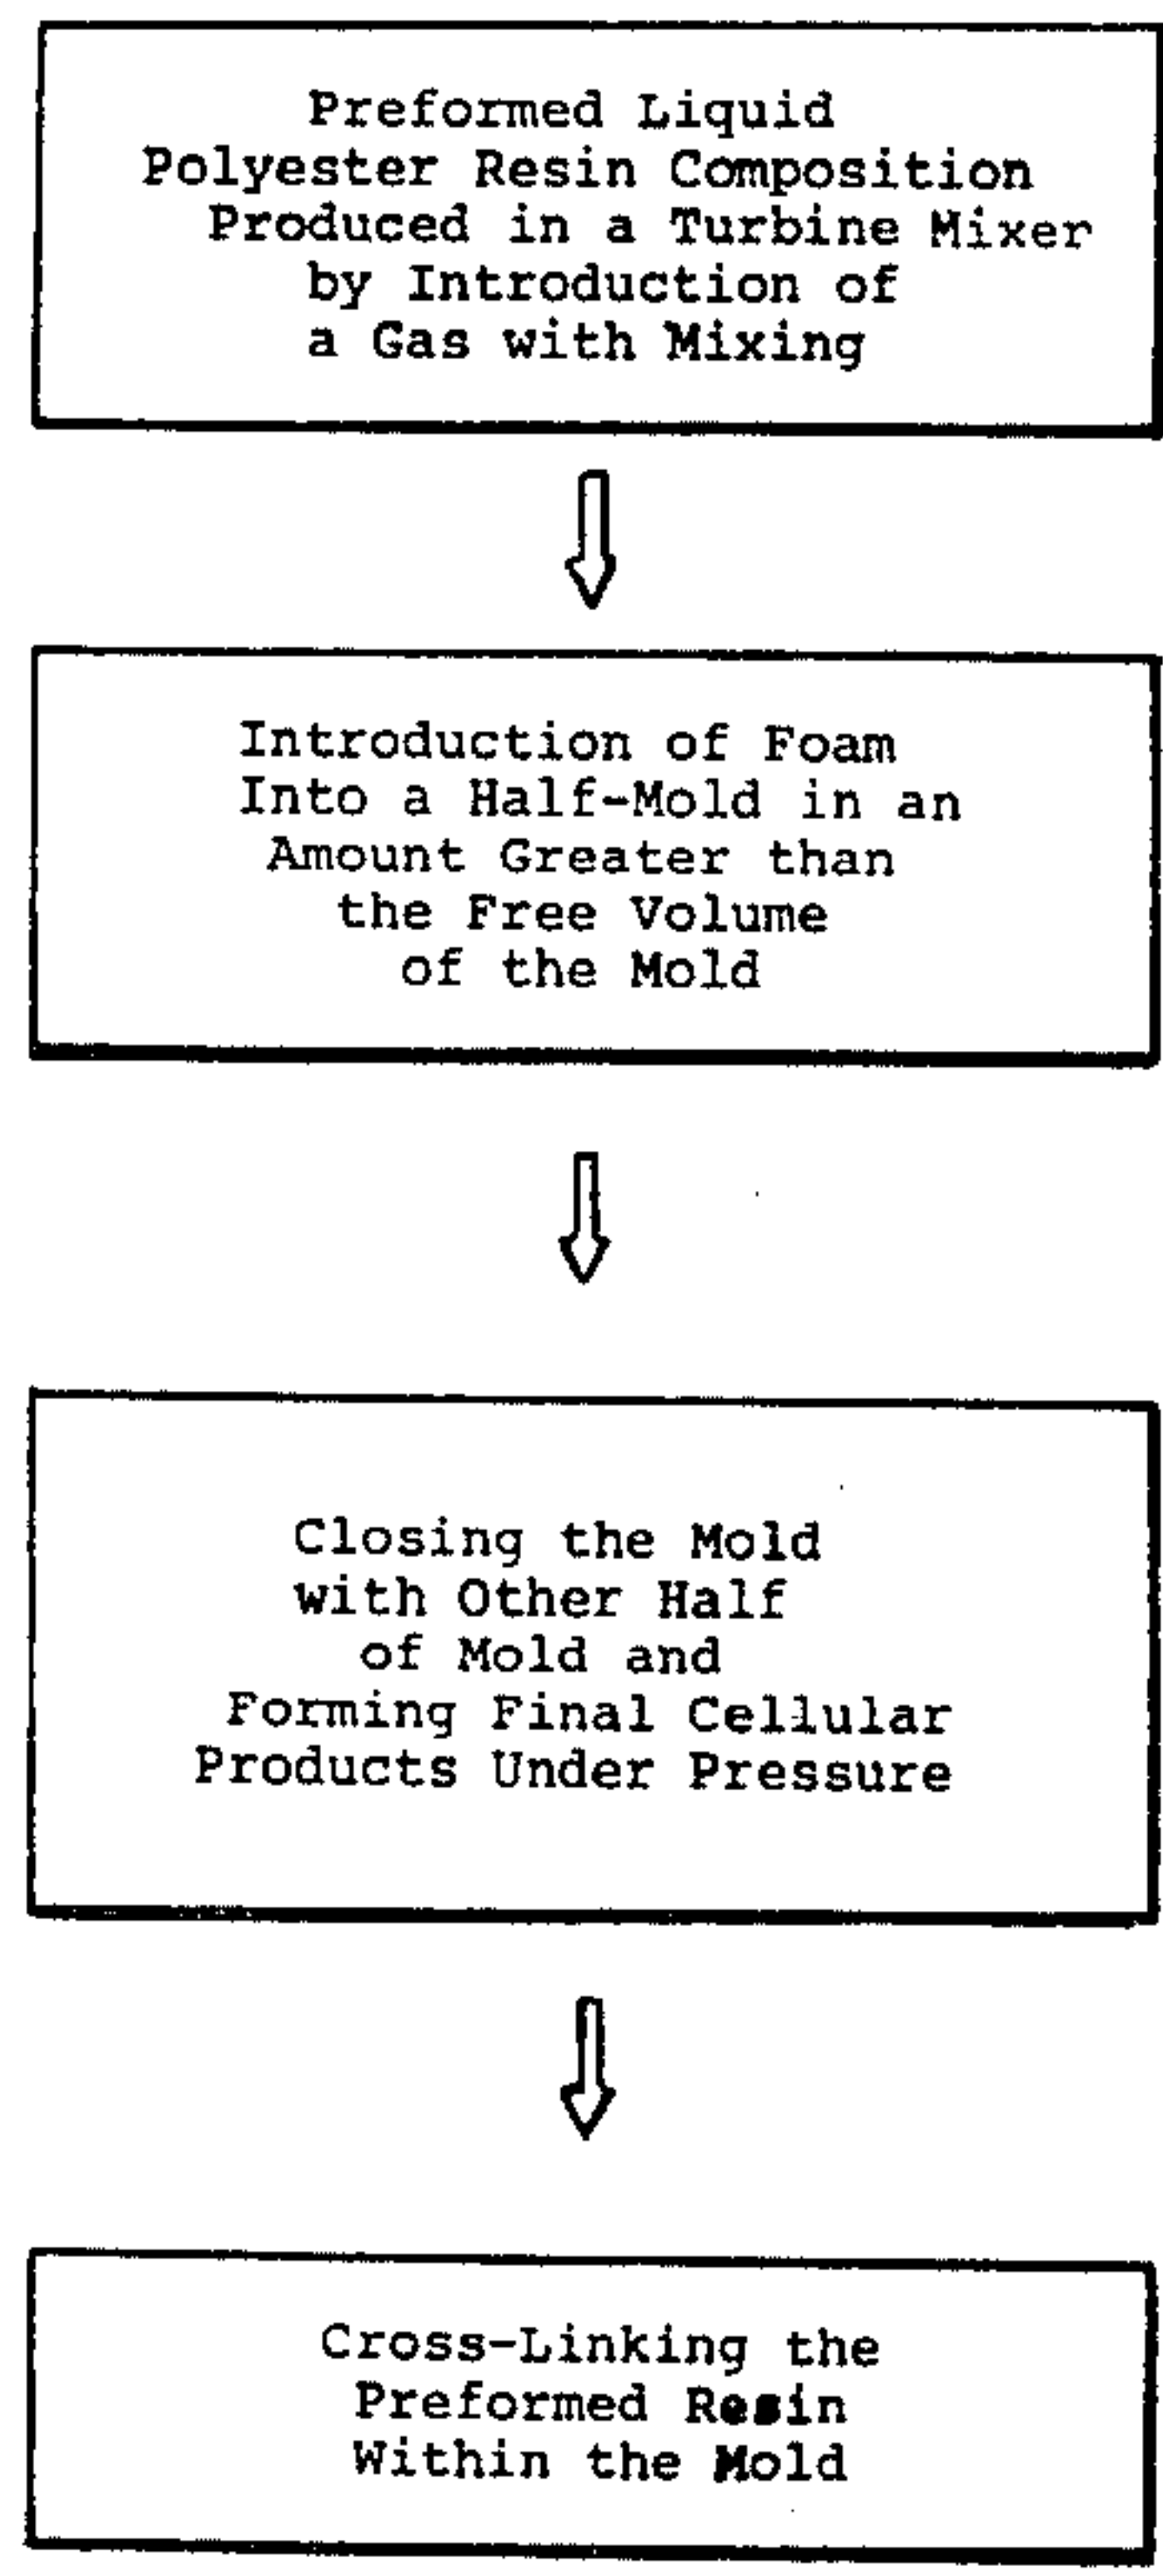 Preformed Liquid
Polyester Resin Composition
Produced in a Turbine Mixer
by Introduction of
a Gas with Mixing
Introduction of Foam
Into a Half-Mold in an
Amount Greater than
the Free Volume
of the Mold
Closing the Mold
with Other Half
of Mold and
Forming Final Cellular
Products Under Pressure
Cross-Linking the
Preformed Resin
Within the Mold